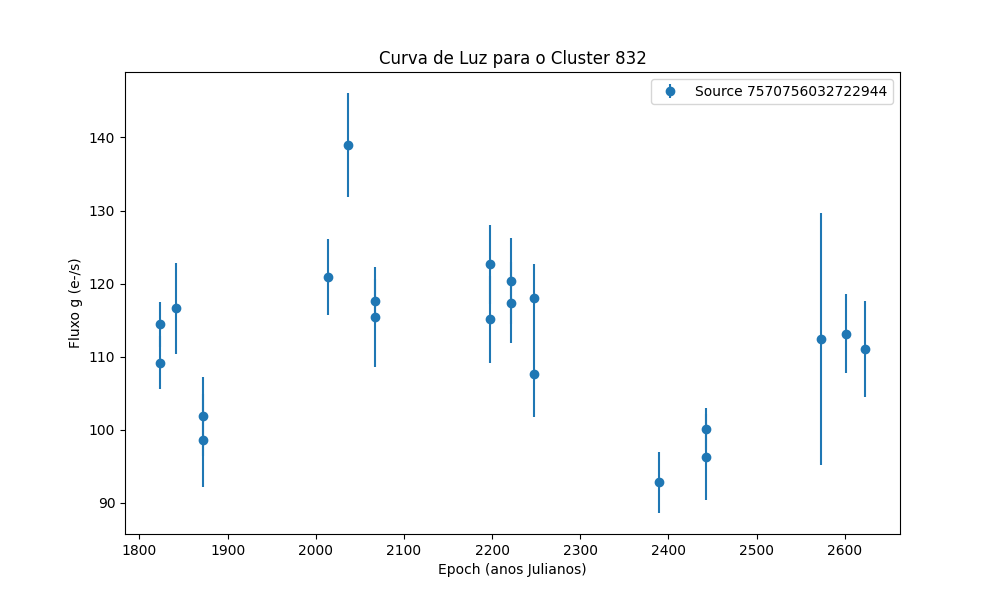 Curva de Luz para o Cluster 832
Source 7570756032722944
Fluxo g (e-/s)
140
130
120
110
100
90
1800 1900 2000 2100 2200 2300 2400 2500 2600
Epoch (anos Julianos)